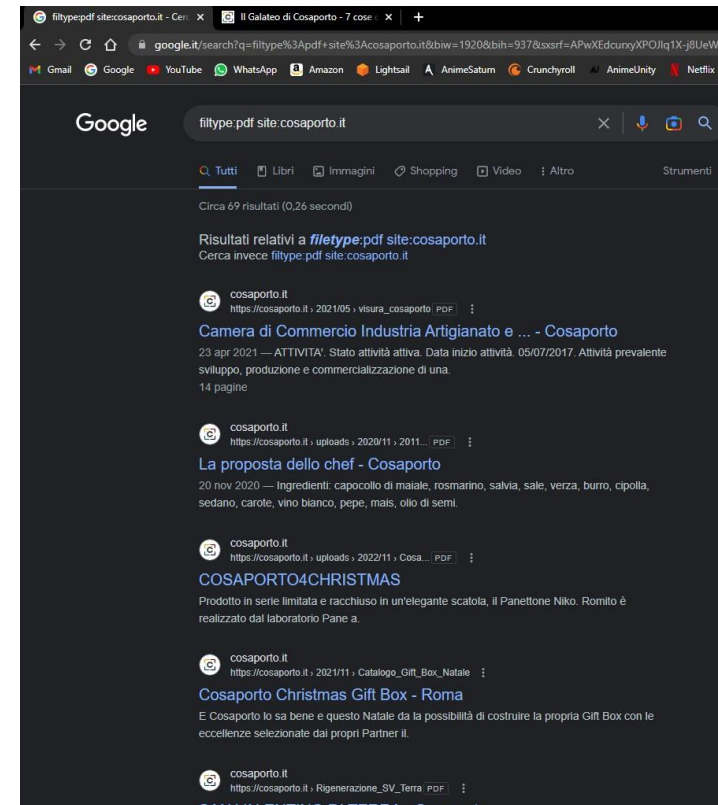 filtype:pdf site:cosaporto.it - Cer
Il Galateo di Cosaporto - 7 cose
google.it/search?q=filtype%3Apdf+site%3Acosaporto.it&biw=1920&bih=937&sxsrf=
Gmail Google YouTube WhatsApp Amazon Lightsail AnimeSaturn Crunchyroll AnimeUnity Netflix
Google
filtype:pdf site:cosaporto.it
Tutti Libri Immagini Shopping Video Altro Strumenti
Circa 69 risultati (0,26 secondi)
Risultati relativi a filetype:pdf site:cosaporto.it
Cerca invece filtype:pdf site:cosaporto.it
cosaporto.it
https://cosaporto.it › 2021/05 › visura_cosaporto PDF
Camera di Commercio Industria Artigianato e ... - Cosaporto
23 apr 2021 — ATTIVITA'. Stato attività attiva. Data inizio attività. 05/07/2017. Attività prevalente
sviluppo, produzione e commercializzazione di una.
14 pagine
cosaporto.it
https://cosaporto.it › uploads › 2020/11 › 2011... PDF
La proposta dello chef - Cosaporto
20 nov 2020 — Ingredienti: capocollo di maiale, rosmarino, salvia, sale, verza, burro, cipolla,
sedano, carote, vino bianco, pepe, mais, olio di semi.
cosaporto.it
https://cosaporto.it › uploads › 2022/11 › Cosa... PDF
COSAPORTO4CHRISTMAS
Prodotto in serie limitata e racchiuso in un'elegante scatola, il Panettone Niko. Romito è
realizzato dal laboratorio Pane a.
cosaporto.it
https://cosaporto.it › 2021/11 › Catalogo_Gift_Box_Natale
Cosaporto Christmas Gift Box - Roma
E Cosaporto lo sa bene e questo Natale da la possibilità di costruire la propria Gift Box con le
eccellenze selezionate dai propri Partner il.
cosaporto.it
https://cosaporto.it › Rigenerazione_SV_Terra PDF